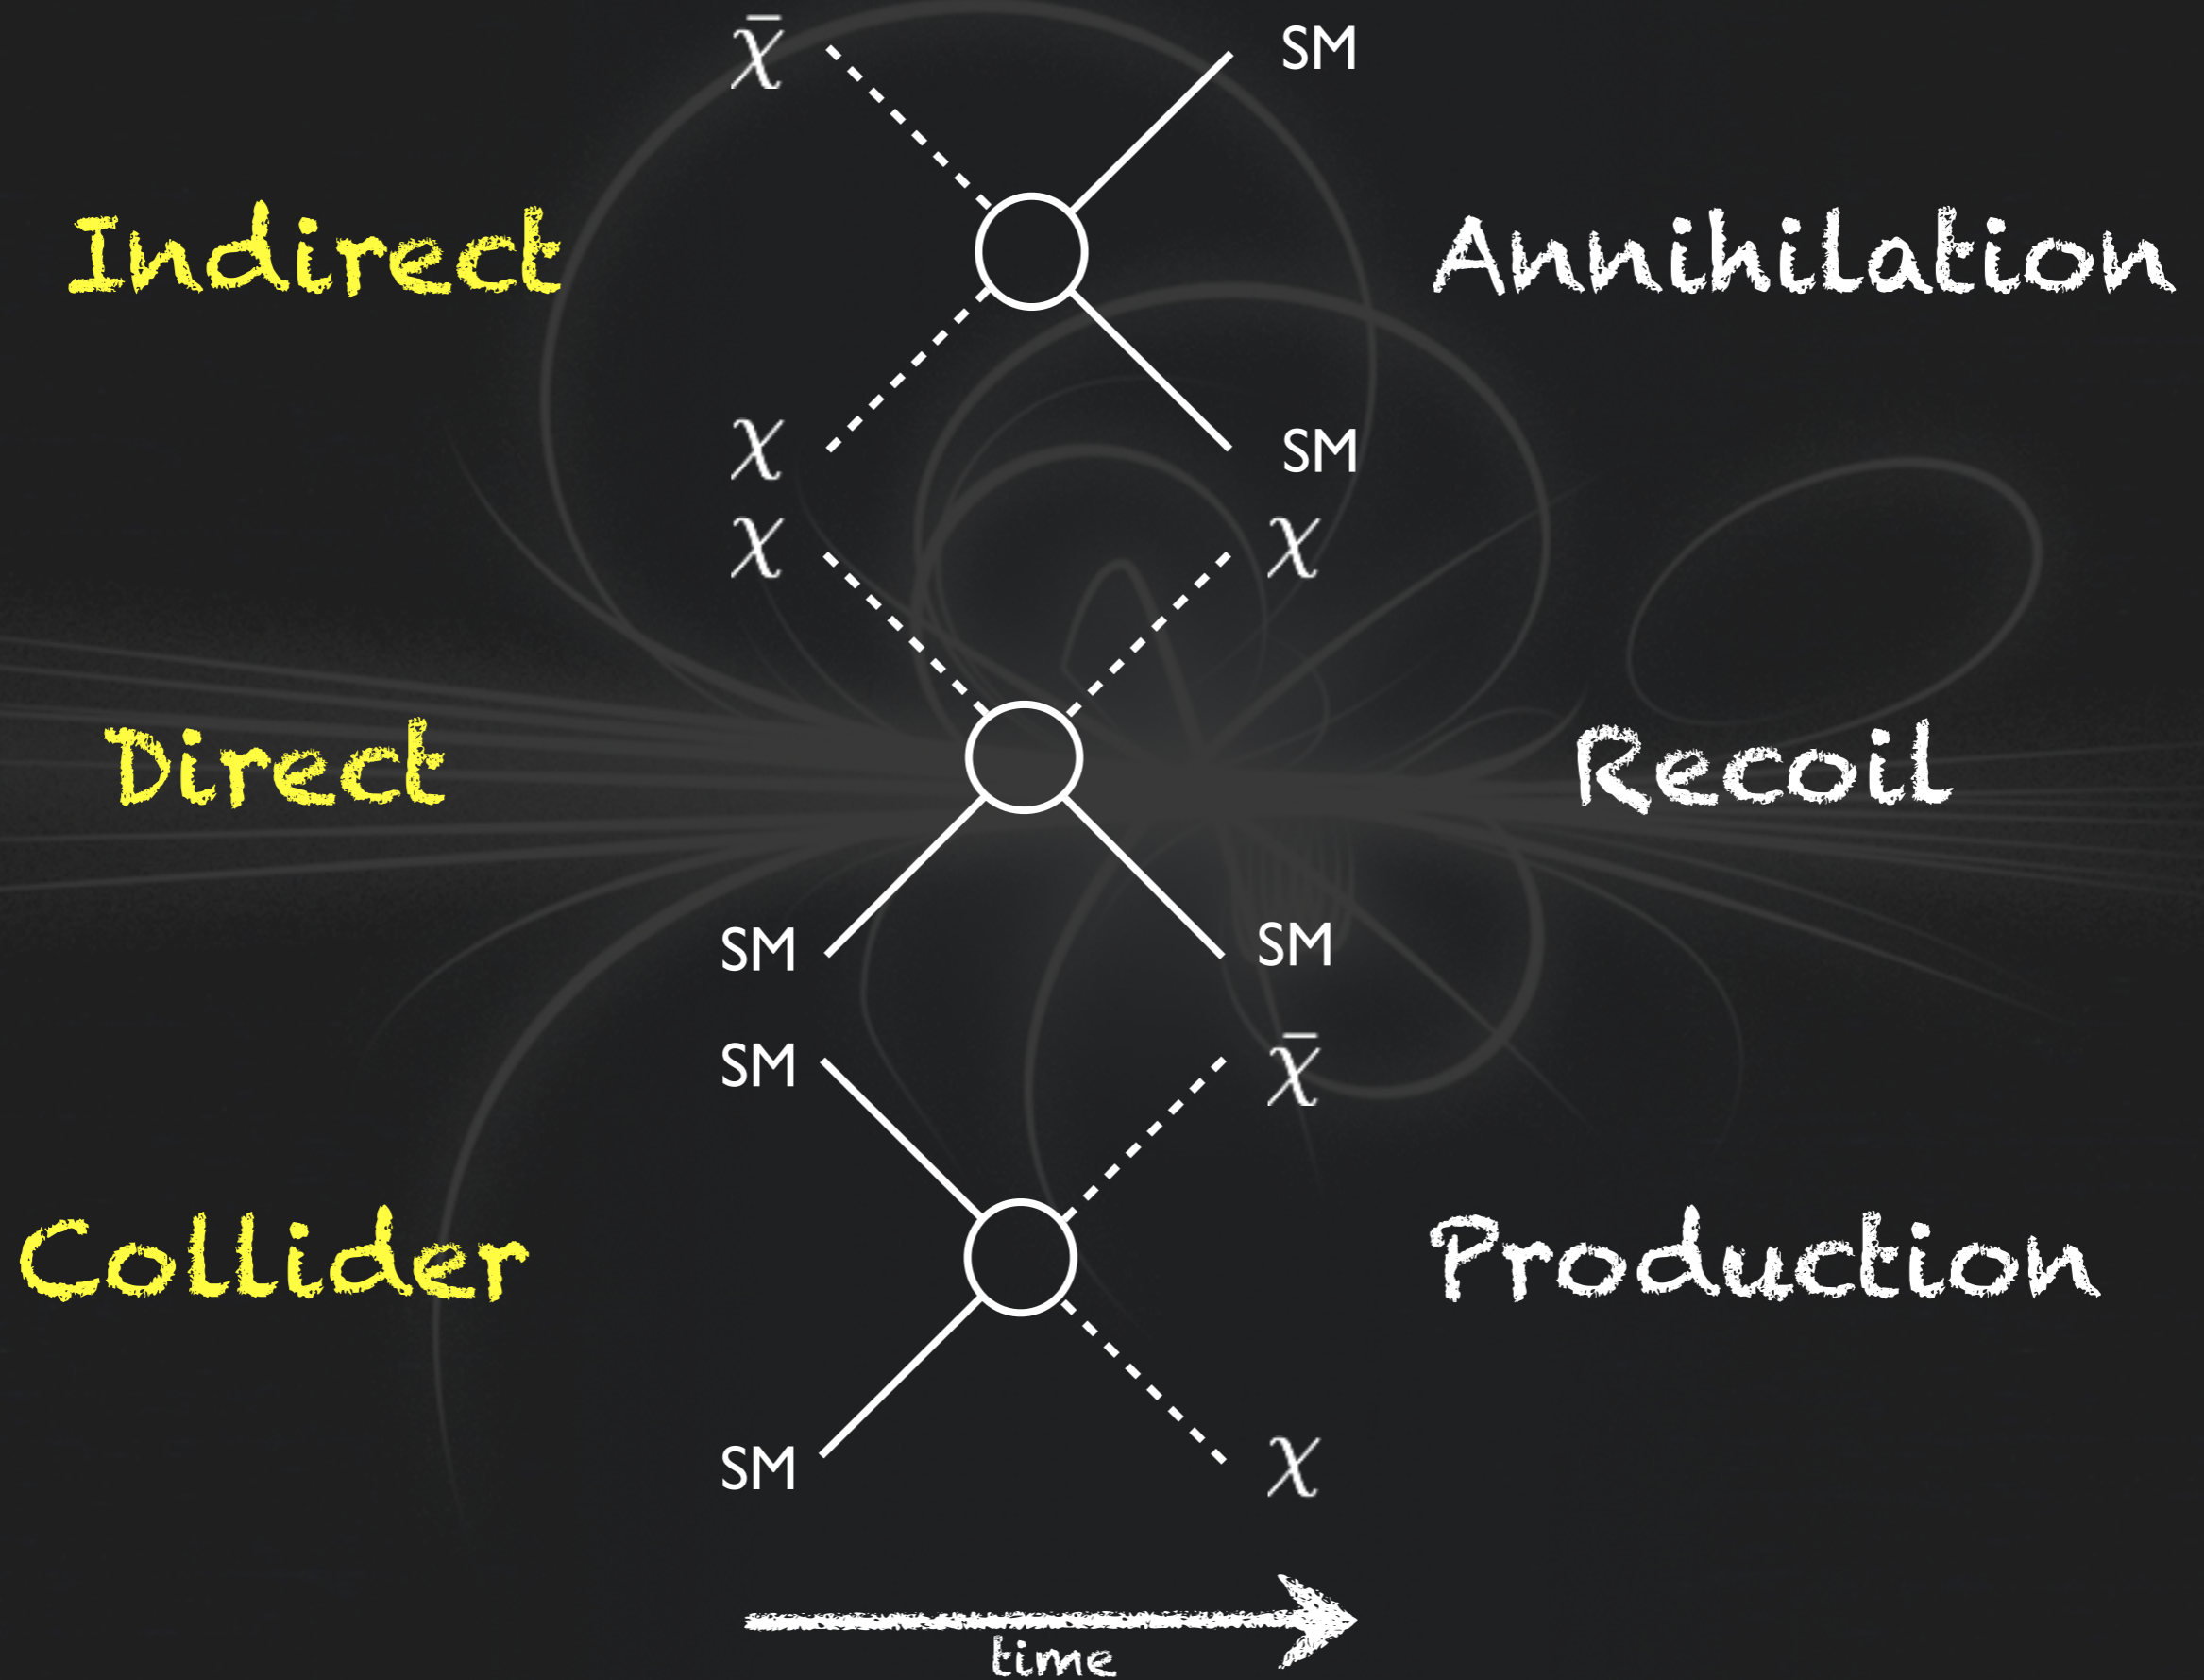 χ̄ SM
Indirect Annihilation
χ SM
χ χ
Direct Recoil
SM SM
SM χ̄
Collider Production
SM χ
time